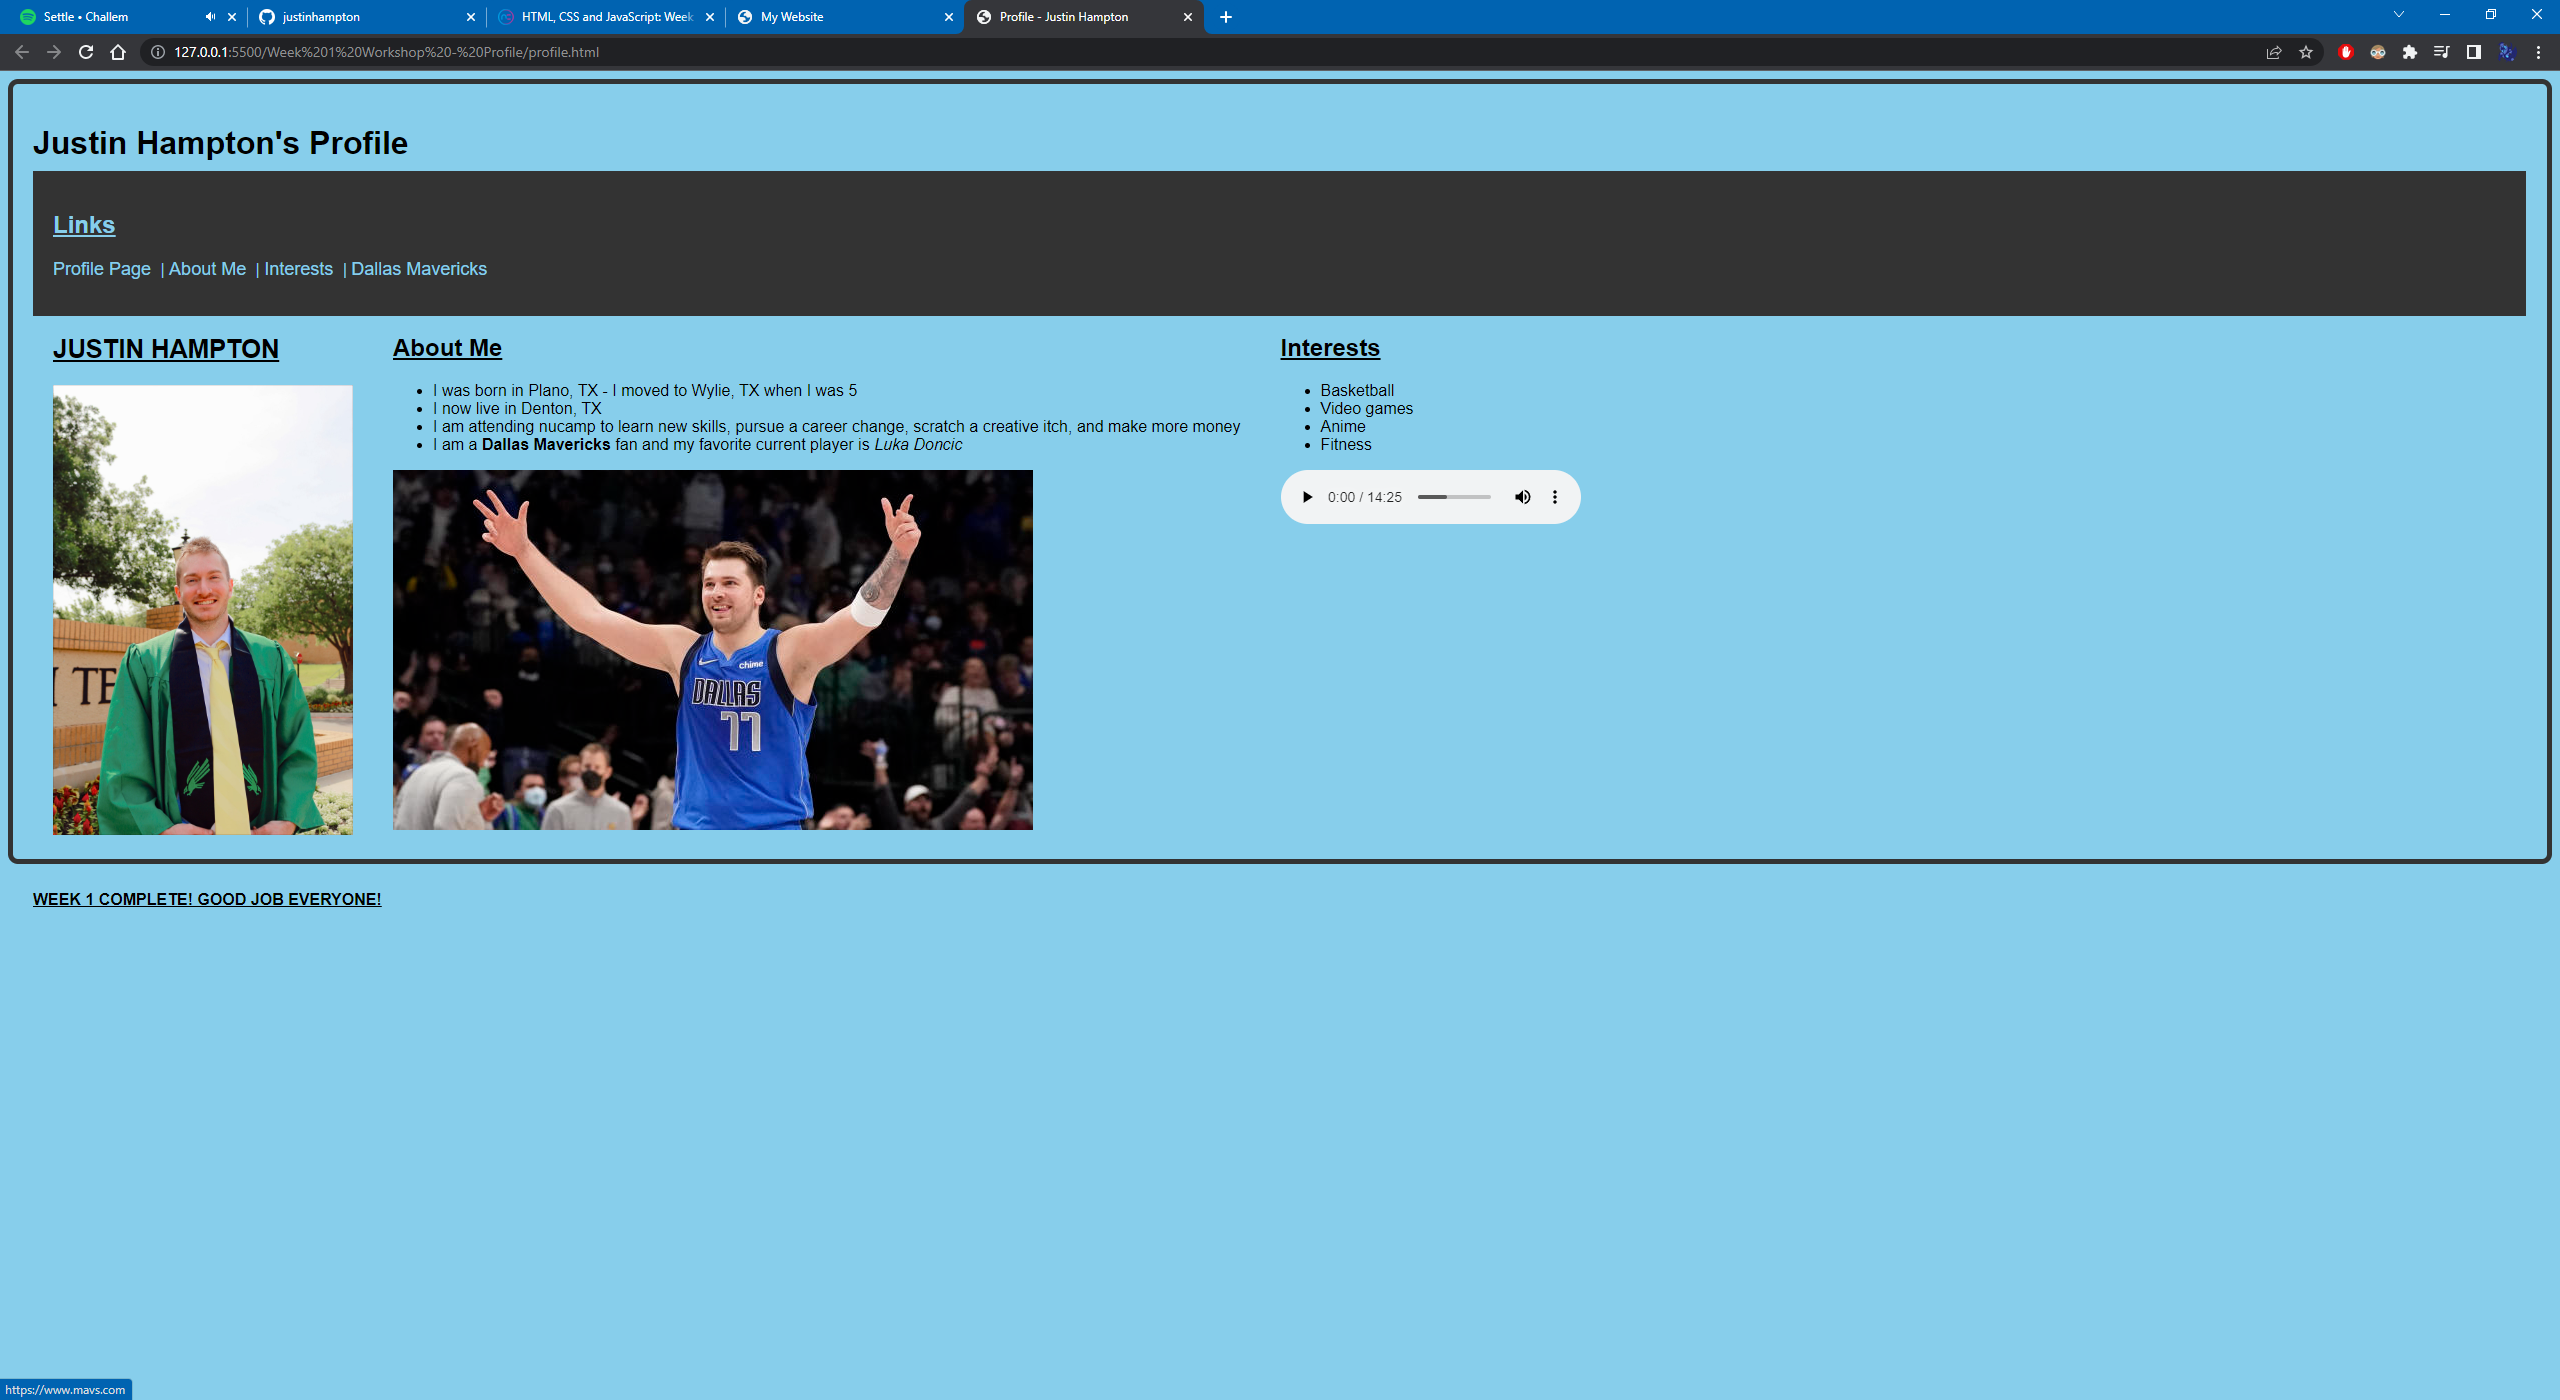 Settle • Challem
justinhampton
HTML, CSS and JavaScript: Week
My Website
Profile - Justin Hampton
127.0.0.1:5500/Week%201%20Workshop%20-%20Profile/profile.html
Justin Hampton's Profile
Links
Profile Page | About Me | Interests | Dallas Mavericks
JUSTIN HAMPTON
About Me
• I was born in Plano, TX - I moved to Wylie, TX when I was 5
• I now live in Denton, TX
• I am attending nucamp to learn new skills, pursue a career change, scratch a creative itch, and make more money
• I am a Dallas Mavericks fan and my favorite current player is Luka Doncic
chime
DALLAS
77
TE
Interests
• Basketball
• Video games
• Anime
• Fitness
0:00 / 14:25
WEEK 1 COMPLETE! GOOD JOB EVERYONE!
https://www.mavs.com